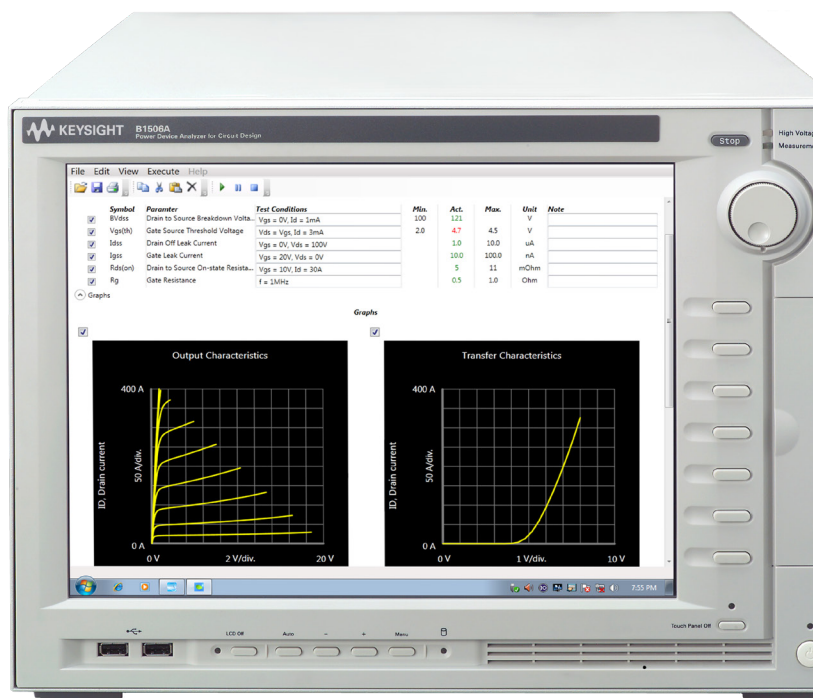 KEYSIGHT B1506A
Power Device Analyzer for Circuit Design
Stop
High Voltag
Measureme
File Edit View Execute Help
Symbol Paramter Test Conditions Min. Act. Max. Unit Note
BVdss Drain to Source Breakdown Volta... Vgs = 0V, Id = 1mA 100 121 V
Vgs(th) Gate Source Threshold Voltage Vds = Vgs, Id = 3mA 2.0 4.7 4.5 V
Idss Drain Off Leak Current Vgs = 0V, Vds = 100V 1.0 10.0 uA
Igss Gate Leak Current Vgs = 20V, Vds = 0V 10.0 100.0 nA
Rds(on) Drain to Source On-state Resista... Vgs = 10V, Id = 30A 5 11 mOhm
Rg Gate Resistance f = 1MHz 0.5 1.0 Ohm
Graphs
Graphs
Output Characteristics
400 A
ID, Drain current
50 A/div.
0 A
0 V 2 V/div. 20 V
Transfer Characteristics
400 A
ID, Drain current
50 A/div.
0 A
0 V 1 V/div. 10 V
7:55 PM
Touch Panel Off
LCD Off Auto - + Menu